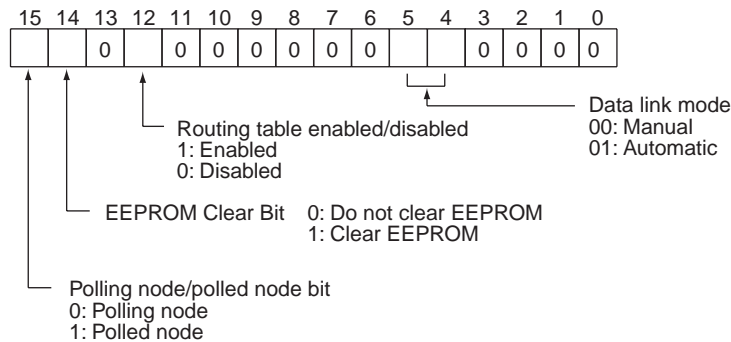 15 14 13 12 11 10 9 8 7 6 5 4 3 2 1 0
0 0 0 0 0 0 0 0 0 0 0
Data link mode
00: Manual
01: Automatic
Routing table enabled/disabled
1: Enabled
0: Disabled
EEPROM Clear Bit 0: Do not clear EEPROM
1: Clear EEPROM
Polling node/polled node bit
0: Polling node
1: Polled node